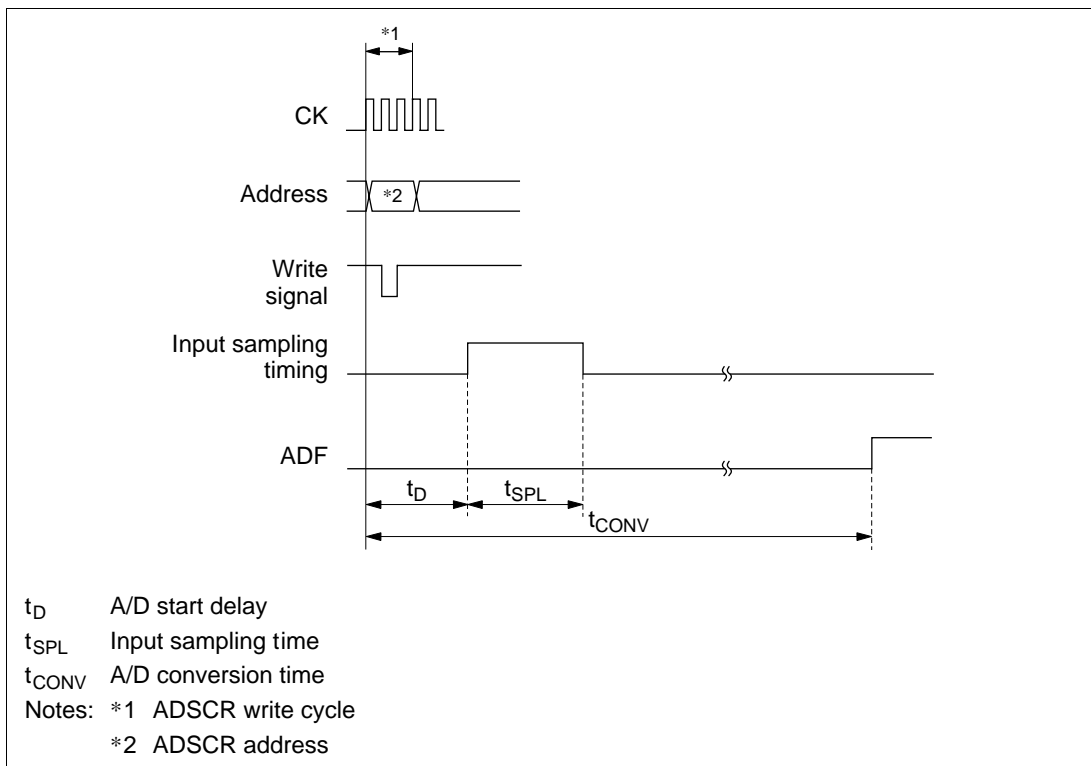 *1
CK
Address
*2
Write
signal
Input sampling
timing
ADF
tD
tSPL
tCONV
tD A/D start delay
tSPL Input sampling time
tCONV A/D conversion time
Notes: *1 ADSCR write cycle
*2 ADSCR address